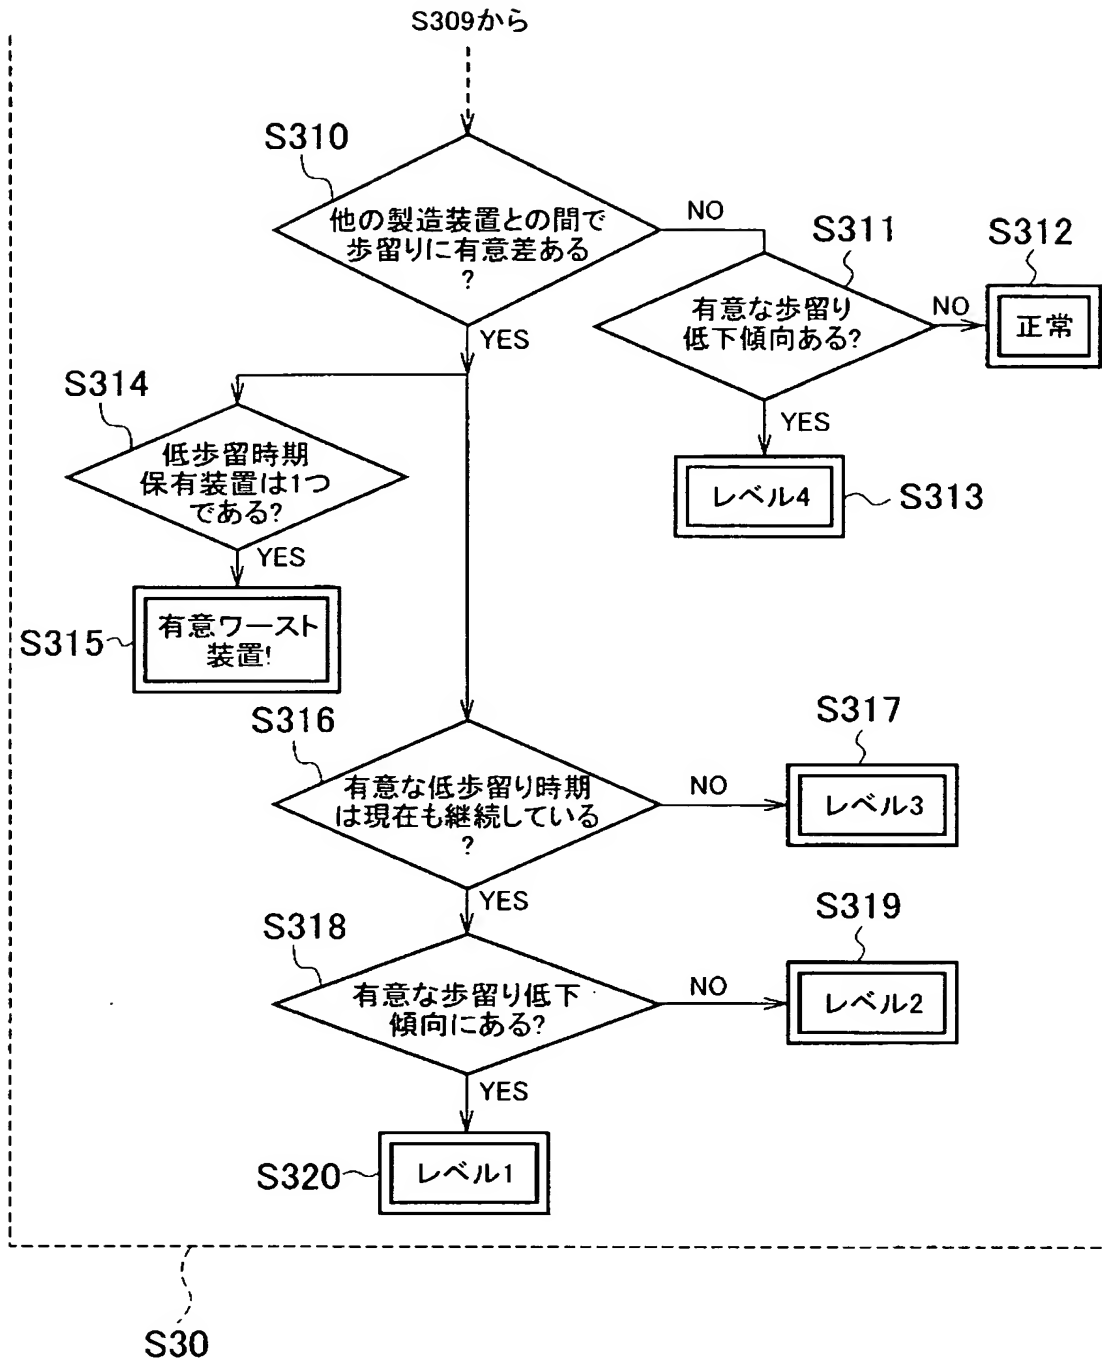 S309から
S310
他の製造装置との間で
歩留りに有意差ある
?
NO
YES
S311
有意な歩留り
低下傾向ある?
NO
YES
S312
正常
レベル4
S313
S314
低歩留時期
保有装置は1つ
である?
YES
S315
有意ワースト
装置!
S316
有意な低歩留り時期
は現在も継続している
?
NO
YES
S317
レベル3
S318
有意な歩留り低下
傾向にある?
NO
YES
S319
レベル2
S320
レベル1
S30